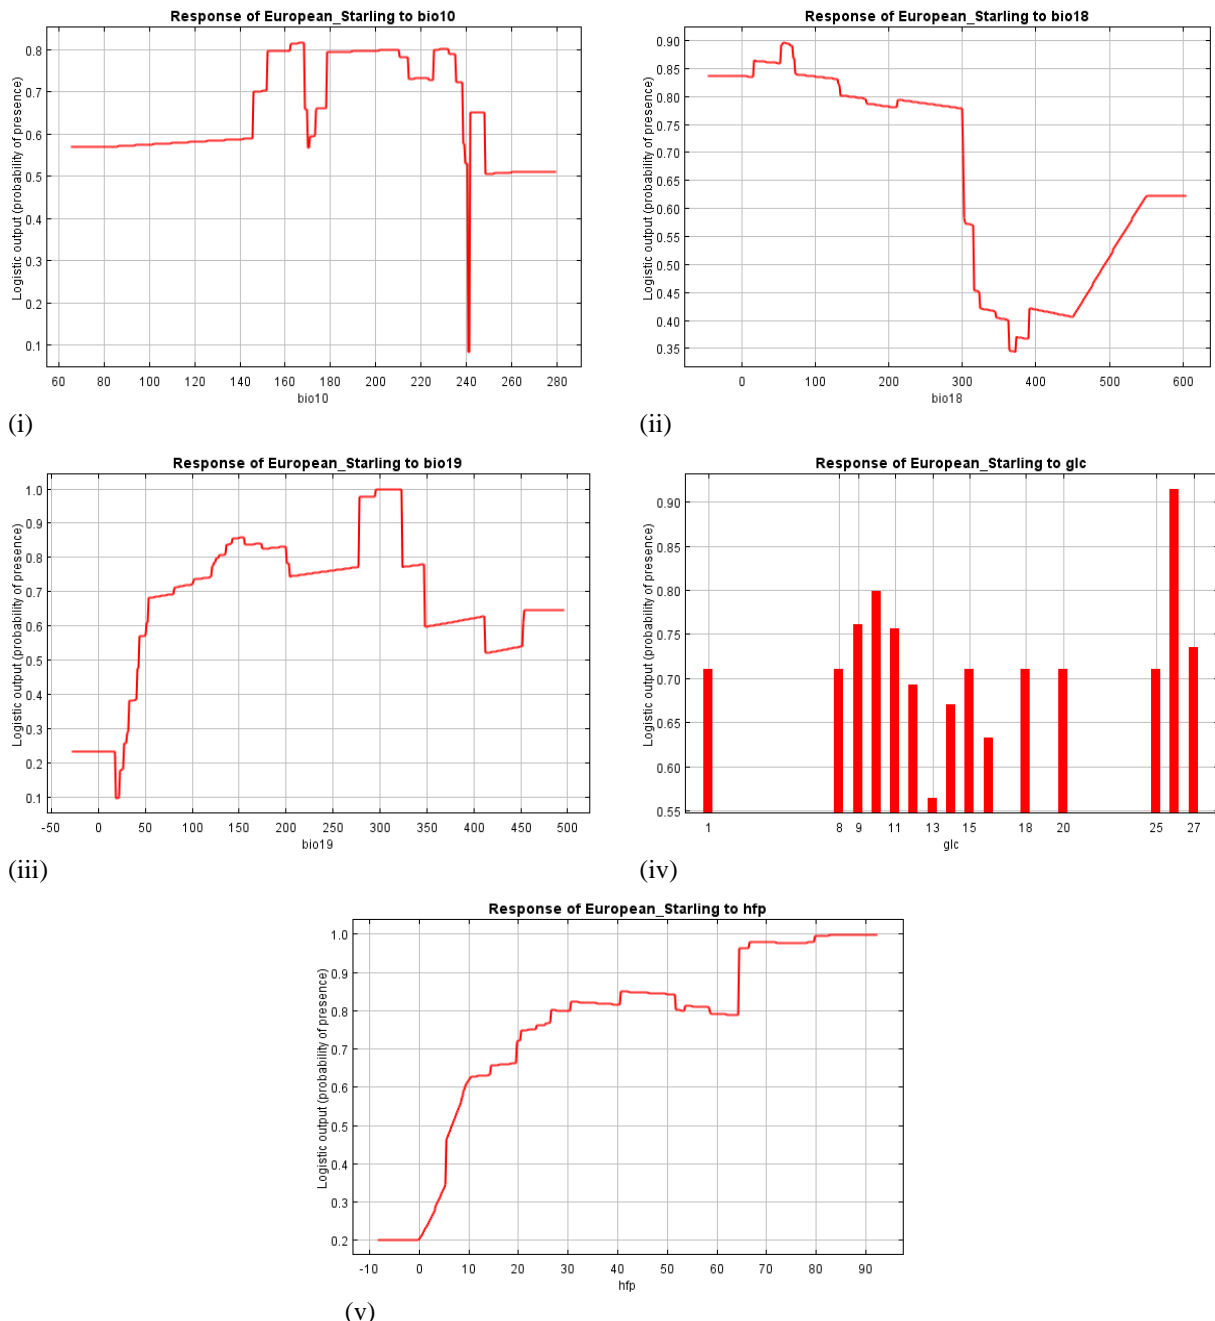 Response of European_Starling to bio10
Logistic output (probability of presence)
0.8
0.7
0.6
0.5
0.4
0.3
0.2
0.1
60 80 100 120 140 160 180 200 220 240 260 280
bio10
(i)
Response of European_Starling to bio18
Logistic output (probability of presence)
0.90
0.85
0.80
0.75
0.70
0.65
0.60
0.55
0.50
0.45
0.40
0.35
0 100 200 300 400 500 600
bio18
(ii)
Response of European_Starling to bio19
Logistic output (probability of presence)
1.0
0.9
0.8
0.7
0.6
0.5
0.4
0.3
0.2
0.1
-50 0 50 100 150 200 250 300 350 400 450 500
bio19
(iii)
Response of European_Starling to glc
Logistic output (probability of presence)
0.90
0.85
0.80
0.75
0.70
0.65
0.60
0.55
1 8 9 11 13 15 18 20 25 27
glc
(iv)
Response of European_Starling to hfp
Logistic output (probability of presence)
1.0
0.9
0.8
0.7
0.6
0.5
0.4
0.3
0.2
-10 0 10 20 30 40 50 60 70 80 90
hfp
(v)